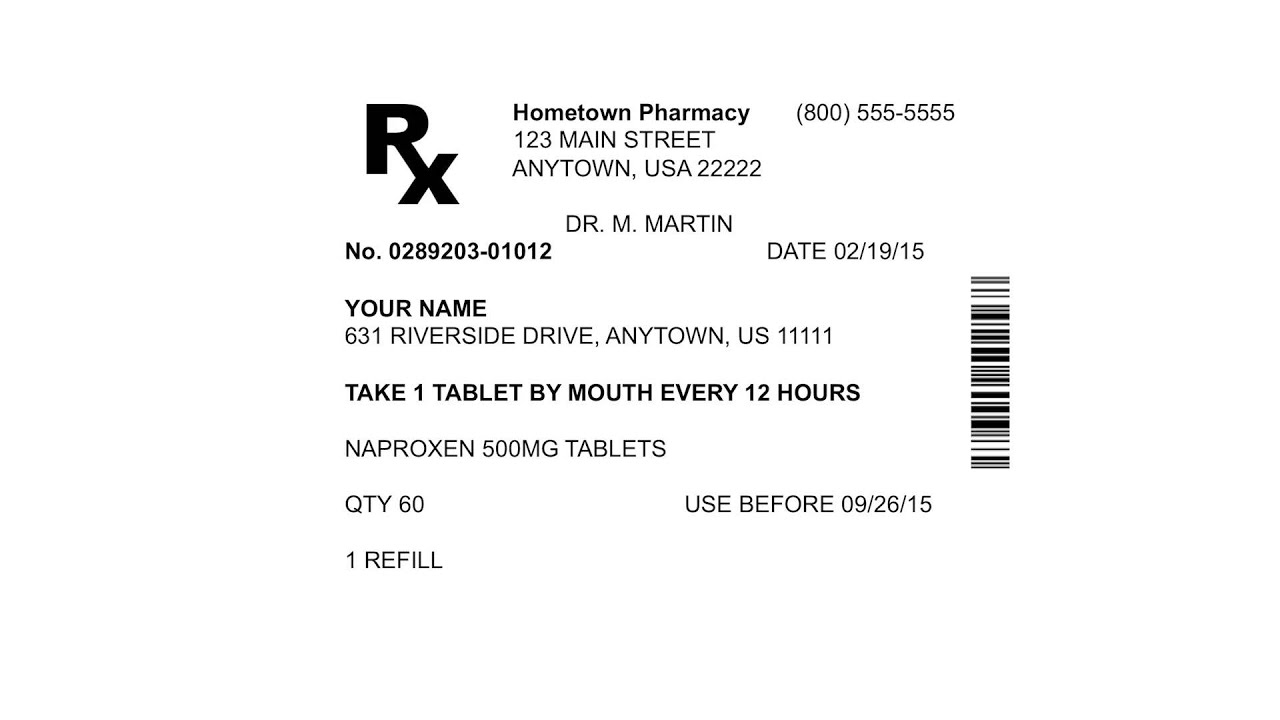 Rx
Hometown Pharmacy (800) 555-5555
123 MAIN STREET
ANYTOWN, USA 22222
DR. M. MARTIN
No. 0289203-01012 DATE 02/19/15
YOUR NAME
631 RIVERSIDE DRIVE, ANYTOWN, US 11111
TAKE 1 TABLET BY MOUTH EVERY 12 HOURS
NAPROXEN 500MG TABLETS
QTY 60 USE BEFORE 09/26/15
1 REFILL